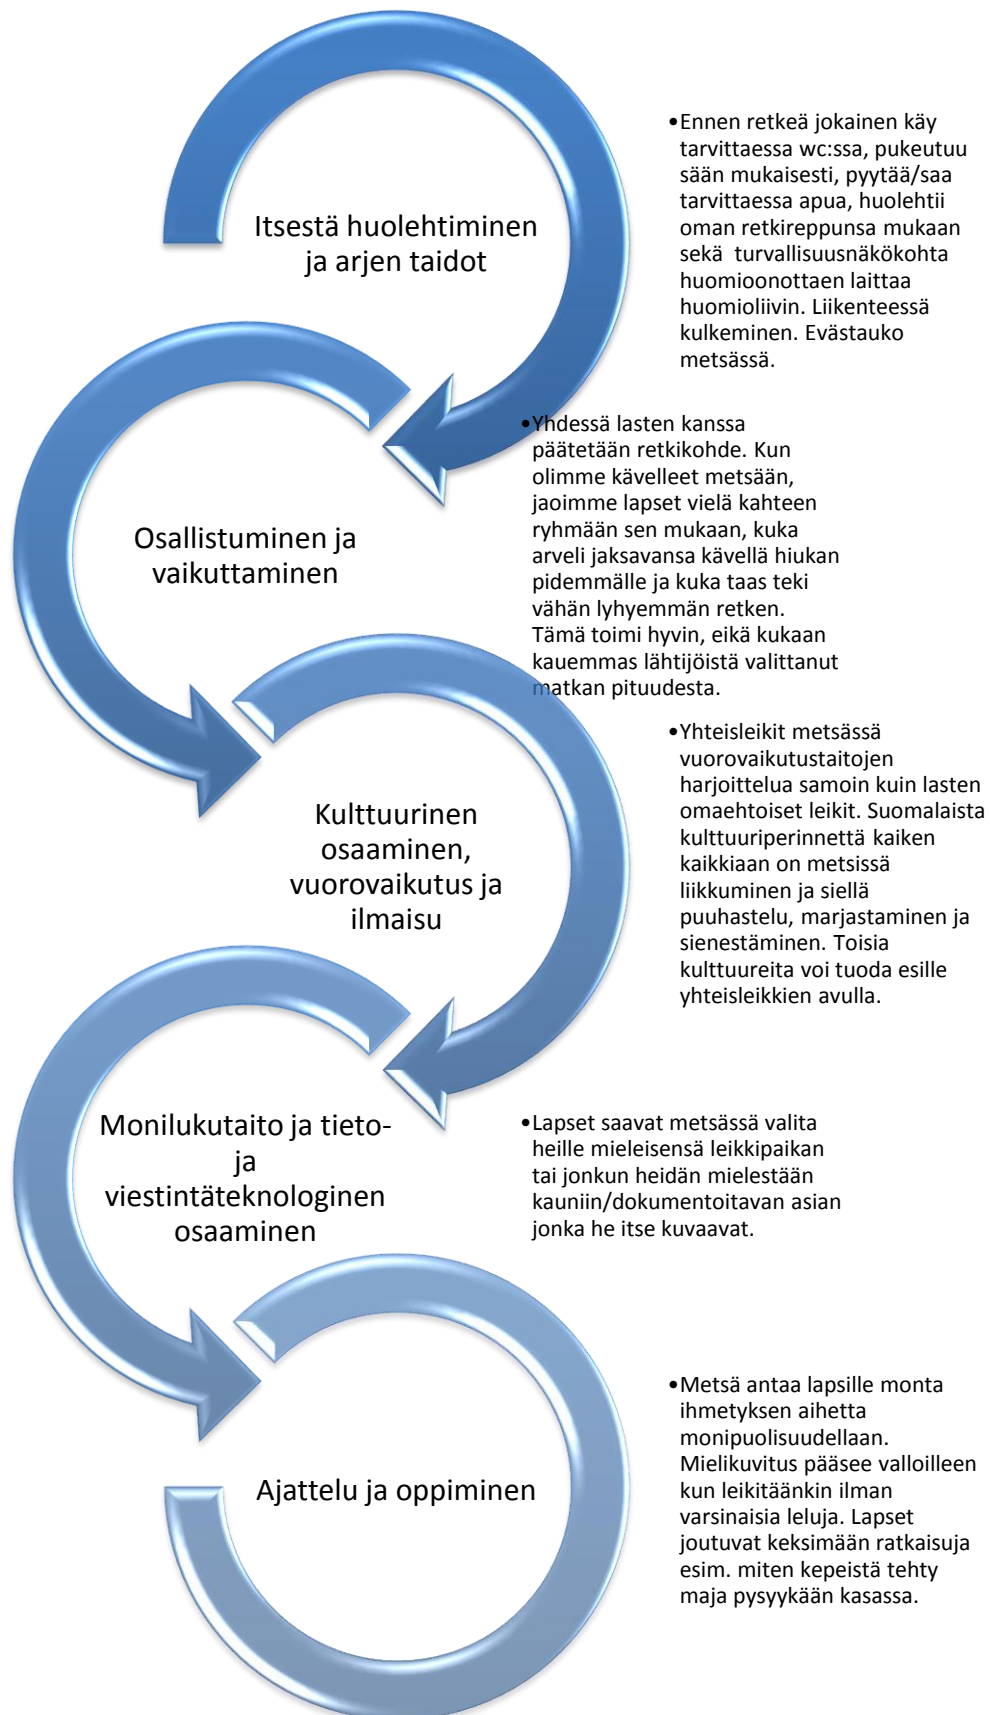 Itsestä huolehtiminen
ja arjen taidot
•Ennen retkeä jokainen käy
tarvittaessa wc:ssa, pukeutuu
sään mukaisesti, pyytää/saa
tarvittaessa apua, huolehtii
oman retkireppunsa mukaan
sekä  turvallisuusnäkökohta
huomioonottaen laittaa
huomioliivin. Liikenteessä
kulkeminen. Evästauko
metsässä.
Osallistuminen ja
vaikuttaminen
•Yhdessä lasten kanssa
päätetään retkikohde. Kun
olimme kävelleet metsään,
jaoimme lapset vielä kahteen
ryhmään sen mukaan, kuka
arveli jaksavansa kävellä hiukan
pidemmälle ja kuka taas teki
vähän lyhyemmän retken.
Tämä toimi hyvin, eikä kukaan
kauemmas lähtijöistä valittanut
matkan pituudesta.
Kulttuurinen
osaaminen,
vuorovaikutus ja
ilmaisu
•Yhteisleikit metsässä
vuorovaikutustaitojen
harjoittelua samoin kuin lasten
omaehtoiset leikit. Suomalaista
kulttuuriperinnettä kaiken
kaikkiaan on metsissä
liikkuminen ja siellä
puuhastelu, marjastaminen ja
sienestäminen. Toisia
kulttuureita voi tuoda esille
yhteisleikkien avulla.
Monilukutaito ja tieto-
ja
viestintäteknologinen
osaaminen
•Lapset saavat metsässä valita
heille mieleisensä leikkipaikan
tai jonkun heidän mielestään
kauniin/dokumentoitavan asian
jonka he itse kuvaavat.
Ajattelu ja oppiminen
•Metsä antaa lapsille monta
ihmetyksen aihetta
monipuolisuudellaan.
Mielikuvitus pääsee valloilleen
kun leikitäänkin ilman
varsinaisia leluja. Lapset
joutuvat keksimään ratkaisuja
esim. miten kepeistä tehty
maja pysyykään kasassa.